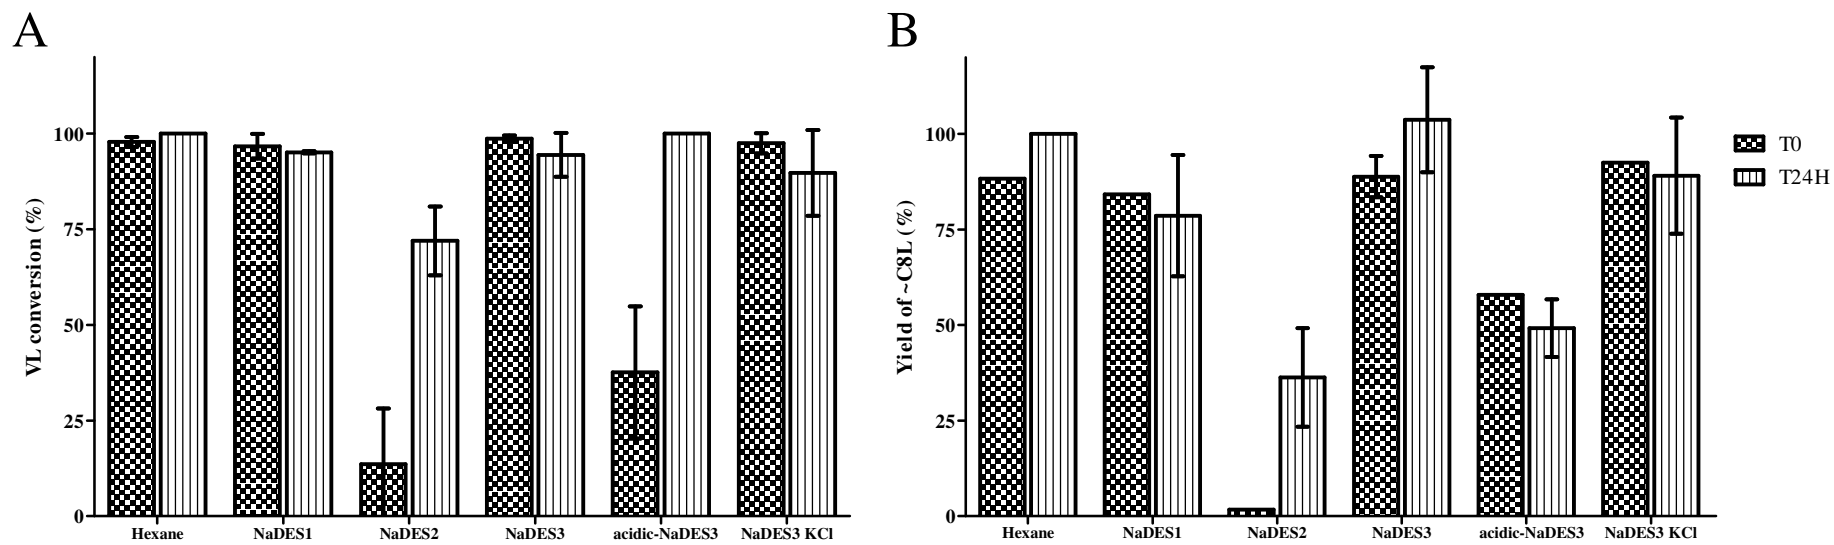 A
VL conversion (%)
100
75
50
25
0
Hexane NaDES1 NaDES2 NaDES3 acidic-NaDES3 NaDES3 KCl
B
Yield of ~C8L (%)
100
75
50
25
0
Hexane NaDES1 NaDES2 NaDES3 acidic-NaDES3 NaDES3 KCl
T0
T24H